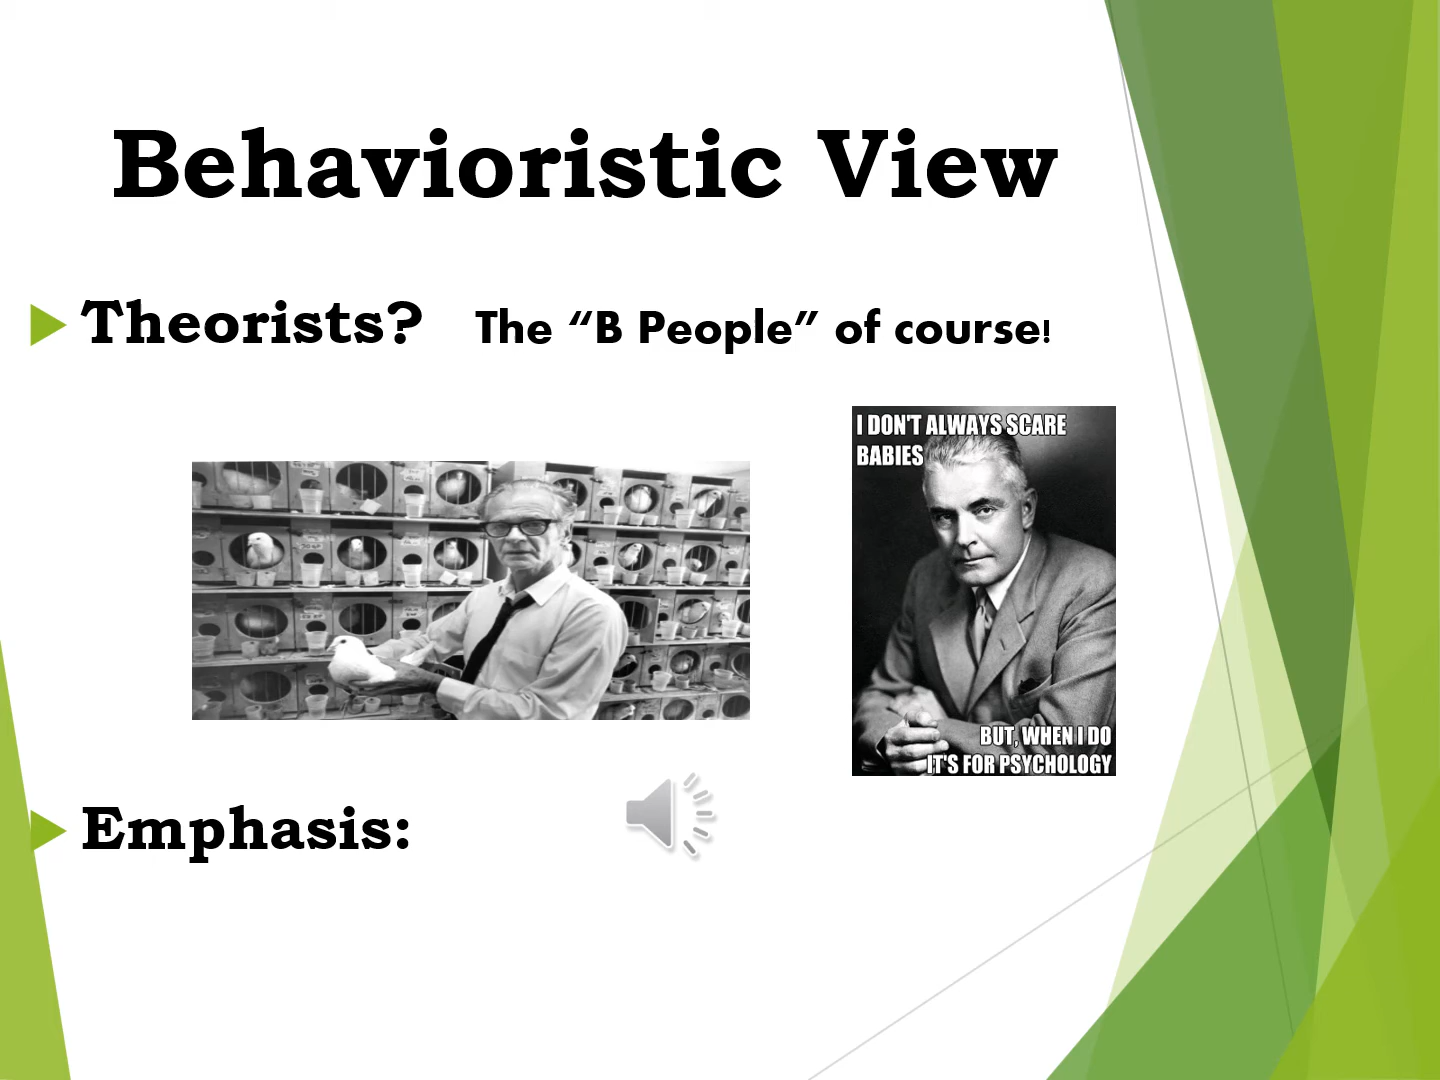 Behavioristic View
Theorists? The “B People” of course!
I DON'T ALWAYS SCARE
BABIES
BUT, WHEN I DO
IT'S FOR PSYCHOLOGY
Emphasis: